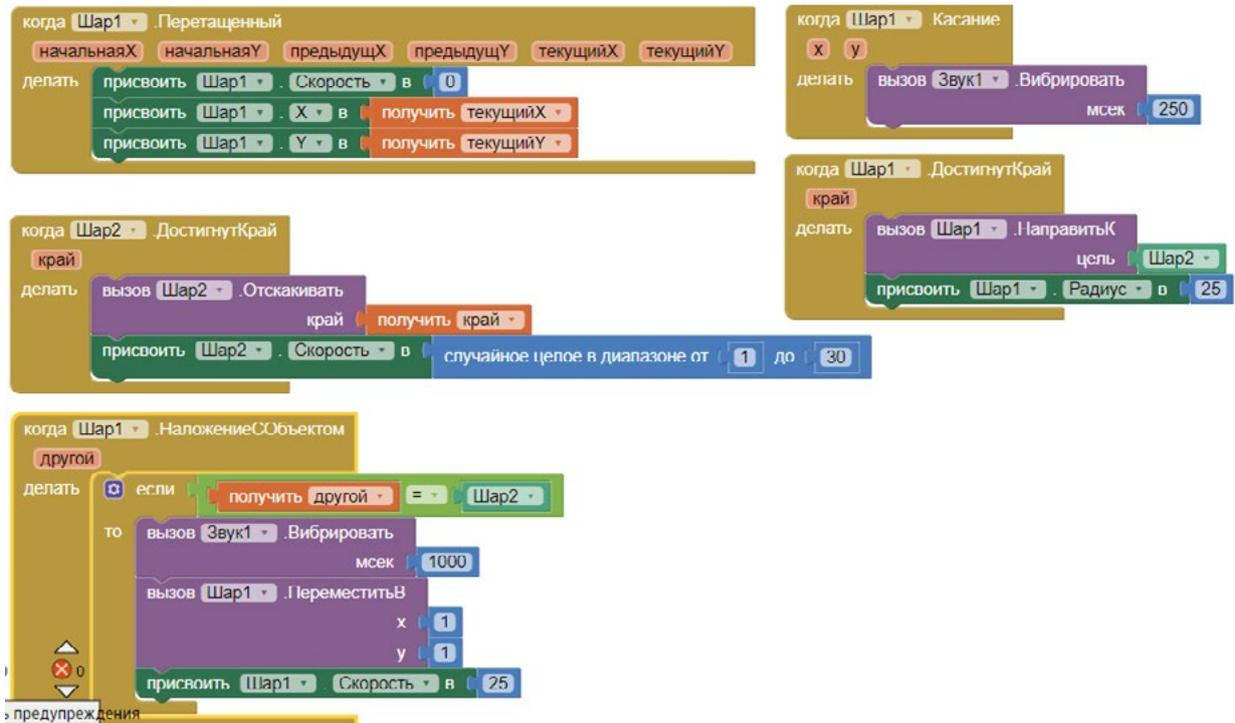 когда Шар1 .Перетащенный
начальнаяX начальнаяY предыдущX предыдущY текущийX текущийY
делать присвоить Шар1 . Скорость в 0
присвоить Шар1 . X в получить текущийX
присвоить Шар1 . Y в получить текущийY
когда Шар1 .Касание
x y
делать вызов Звук1 .Вибрировать
мсек 250
когда Шар1 .ДостигнутКрай
край
делать вызов Шар1 .НаправитьК
цель Шар2
присвоить Шар1 . Радиус в 25
когда Шар2 .ДостигнутКрай
край
делать вызов Шар2 .Отскакивать
край получить край
присвоить Шар2 . Скорость в случайное целое в диапазоне от 1 до 30
когда Шар1 .НаложениеСОбъектом
другой
делать если получить другой = Шар2
то вызов Звук1 .Вибрировать
мсек 1000
вызов Шар1 .ПереместитьВ
x 1
y 1
0
присвоить Шар1 . Скорость в 25
предупреждения